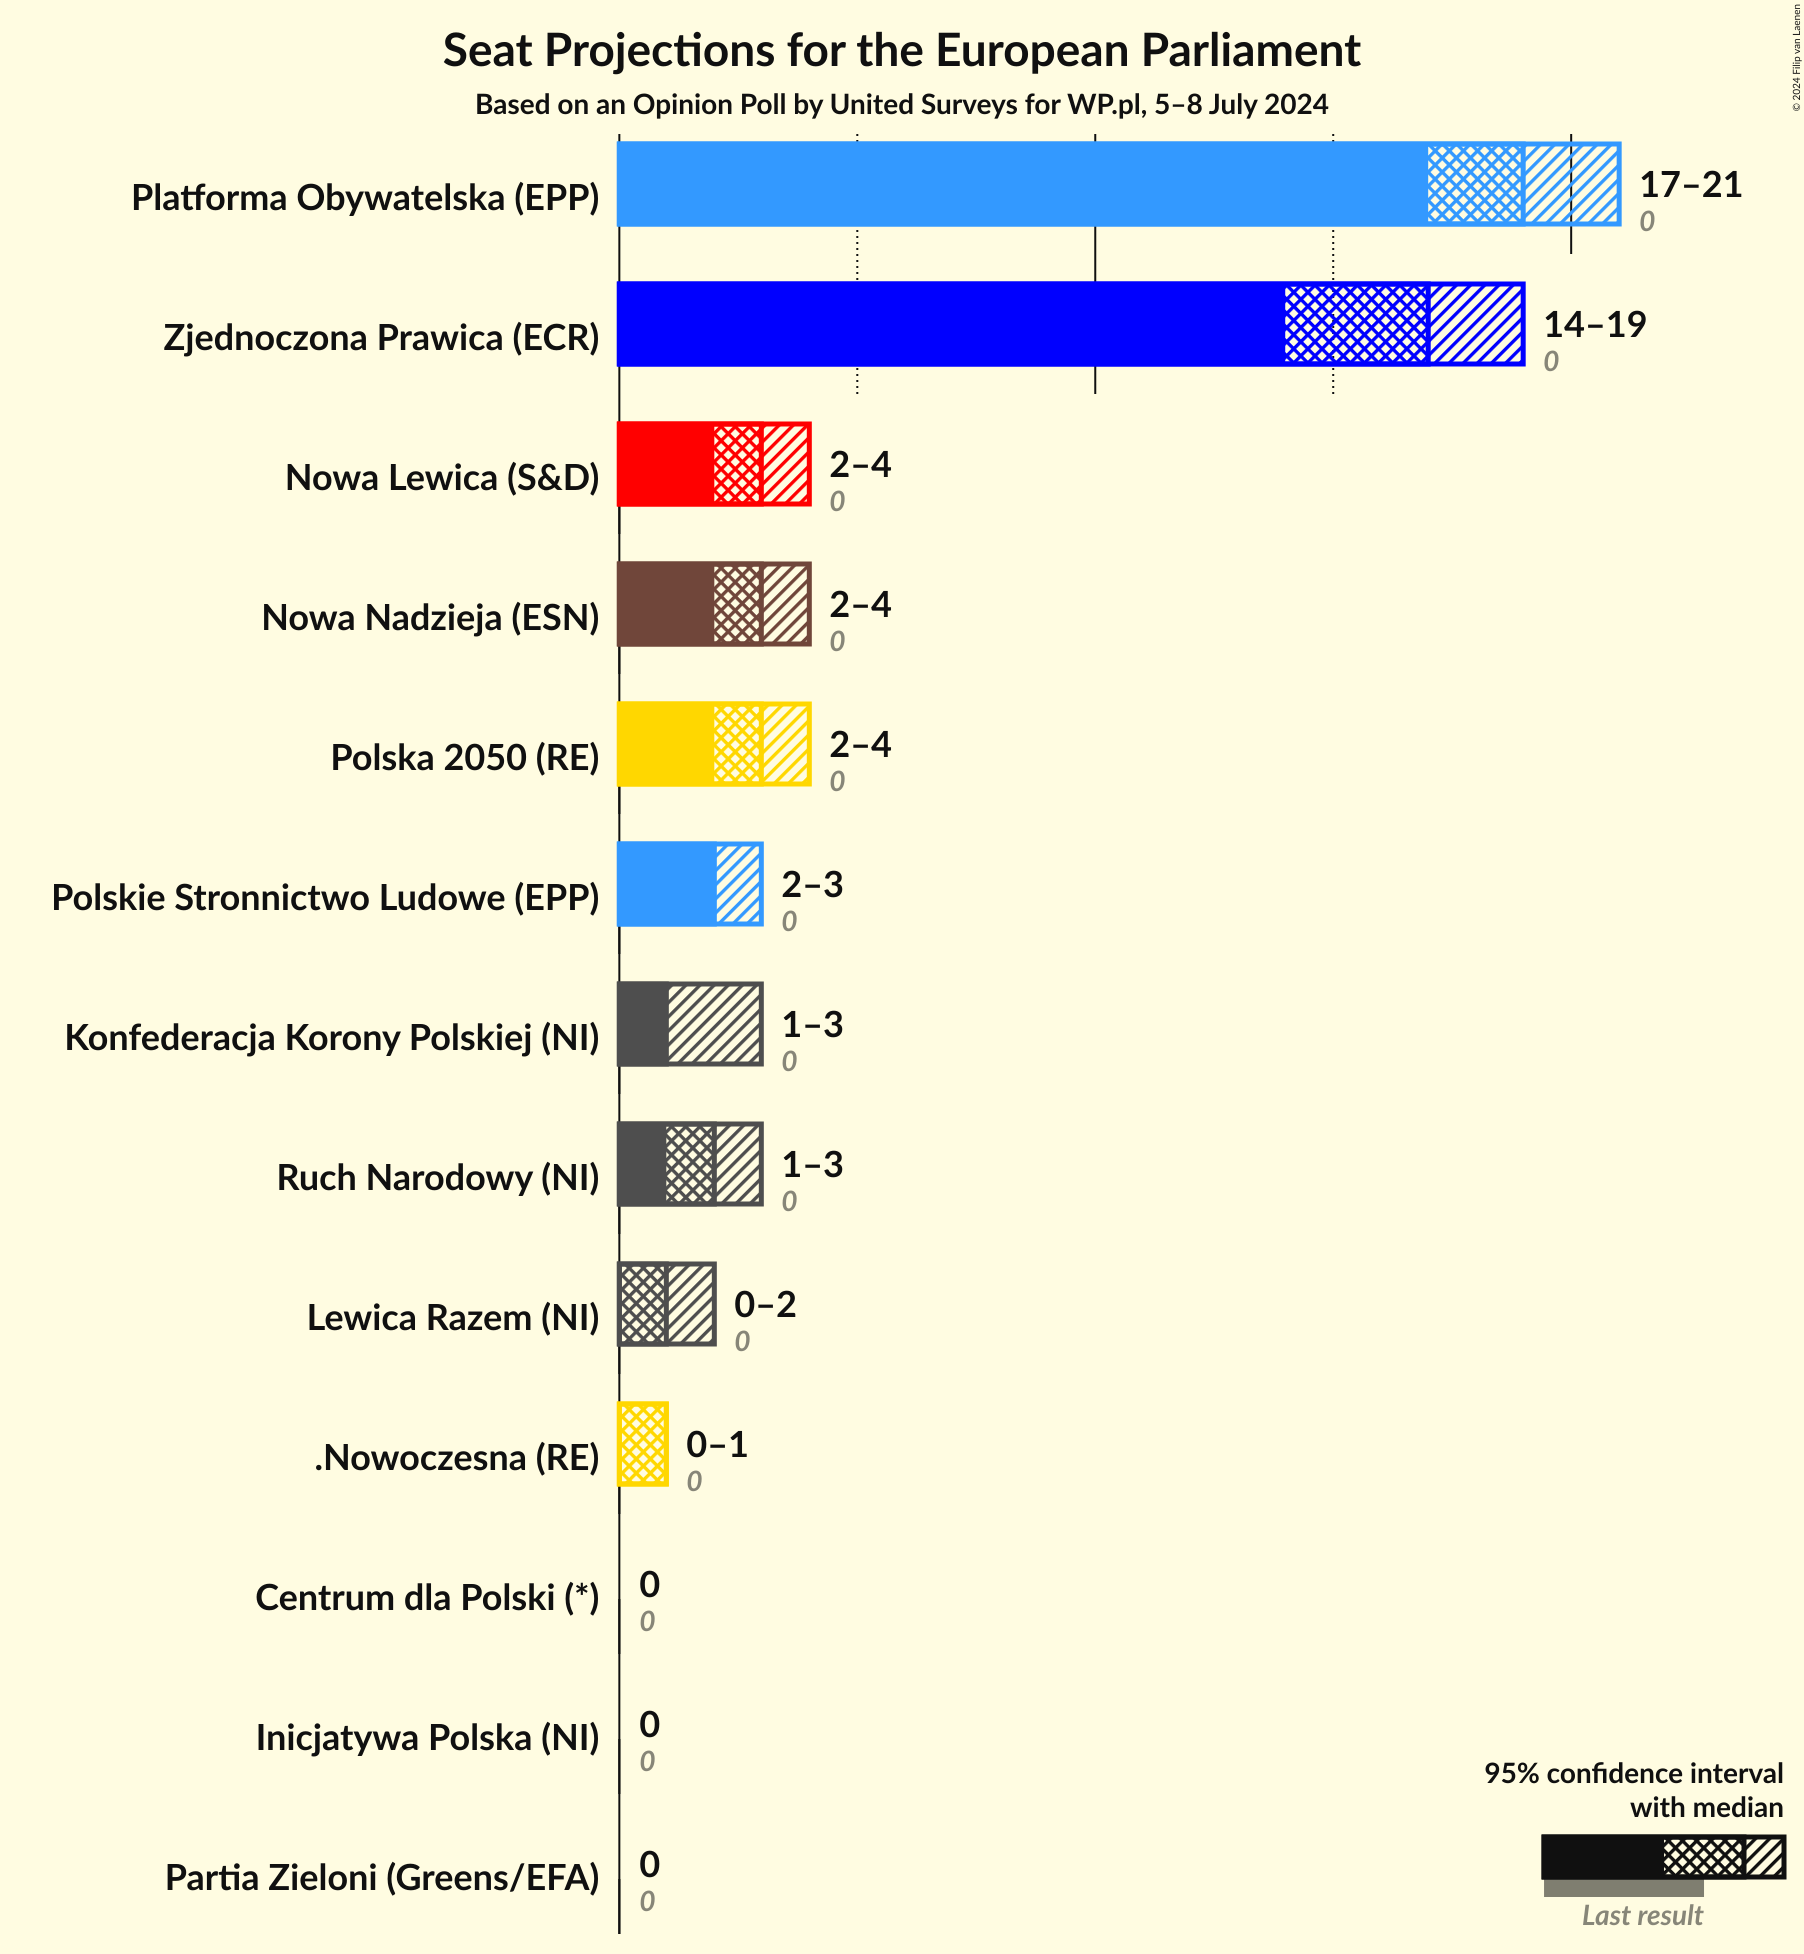 Seat Projections for the European Parliament
Based on an Opinion Poll by United Surveys for WP.pl, 5–8 July 2024
© 2024 Filip van Laenen
Platforma Obywatelska (EPP)
17–21
0
Zjednoczona Prawica (ECR)
14–19
0
Nowa Lewica (S&D)
2–4
0
Nowa Nadzieja (ESN)
2–4
0
Polska 2050 (RE)
2–4
0
Polskie Stronnictwo Ludowe (EPP)
2–3
0
Konfederacja Korony Polskiej (NI)
1–3
0
Ruch Narodowy (NI)
1–3
0
Lewica Razem (NI)
0–2
0
.Nowoczesna (RE)
0–1
0
Centrum dla Polski (*)
0
0
Inicjatywa Polska (NI)
0
0
Partia Zieloni (Greens/EFA)
0
0
95% confidence interval
with median
Last result